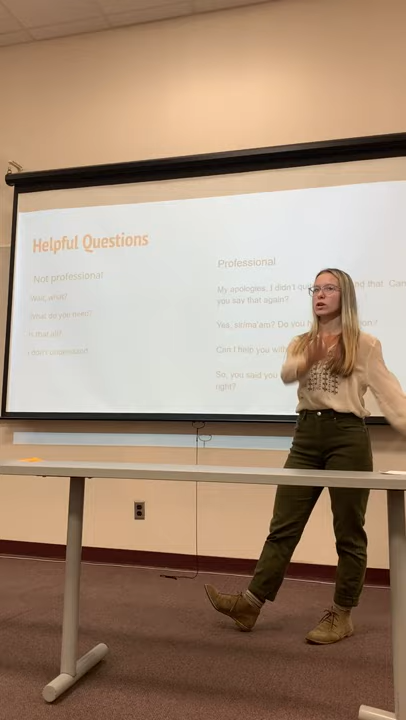 Helpful Questions
Not professional
Wait, what?
What do you need?
Is that all?
I don't understand
Professional
My apologies, I didn't that. Can
you say that again?
Yes, sir/ma'am? Do you
Can I help you with
So, you said you
right?